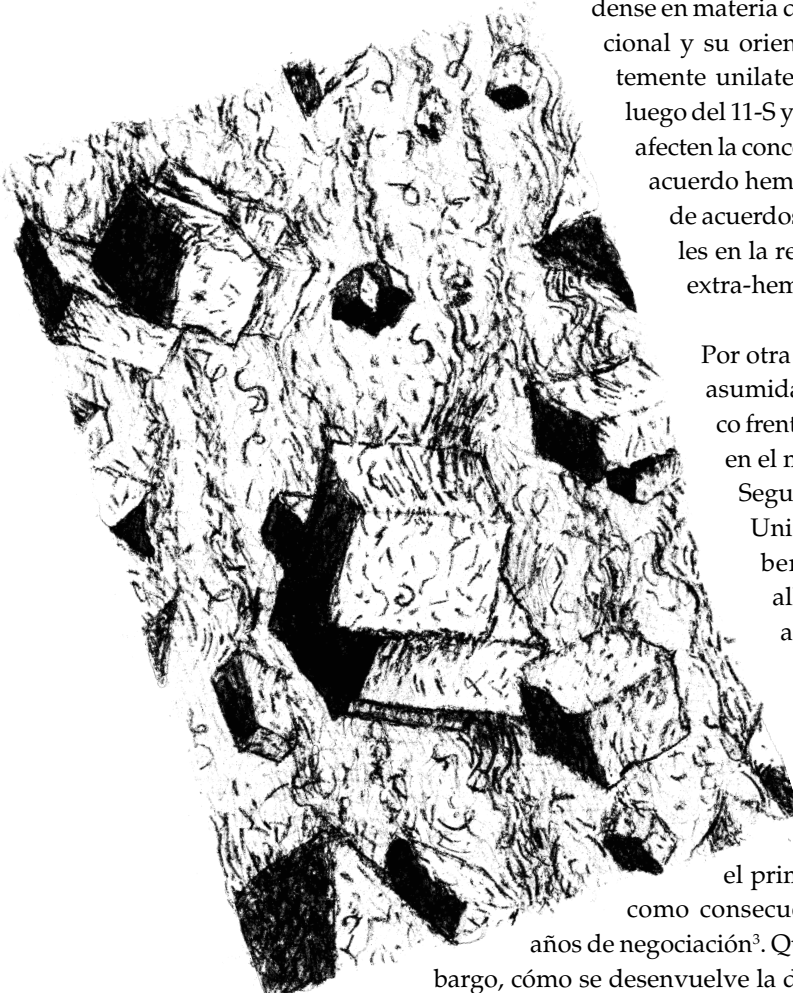 dense en materia
cional y su orien
temente unilate
luego del 11-S y
afecten la conc
acuerdo hem
de acuerdos
les en la re
extra-hem
Por otra
asumida
co frent
en el
Segu
Uni
ber
al
a
el prin
como consecue
años de negociación³. Q
bargo, cómo se desenvuelve la d